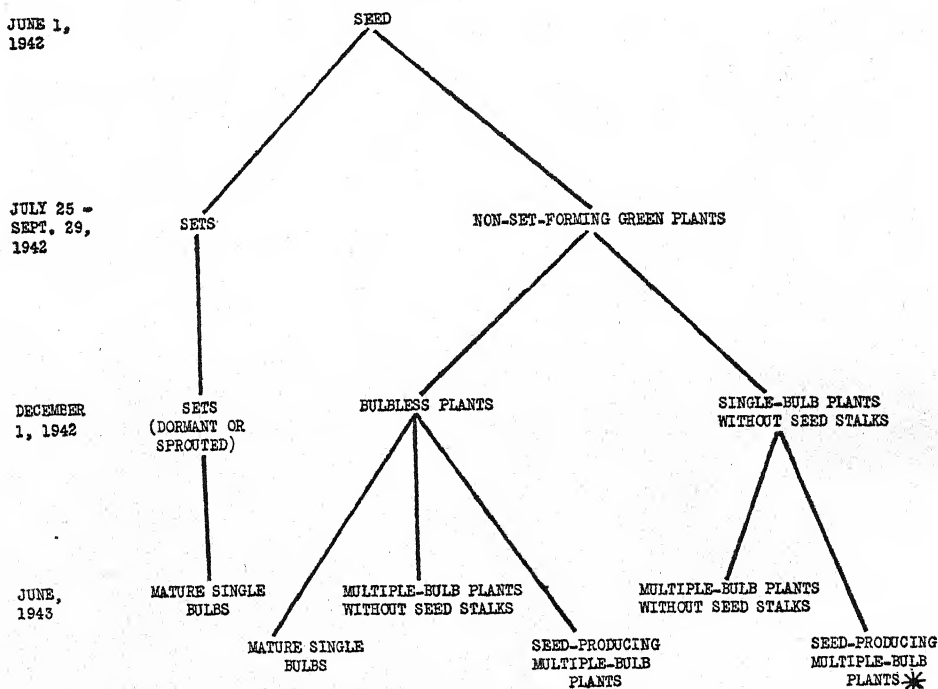 JUNE 1,
1942
SEED
JULY 25 -
SEPT. 29,
1942
SETS
NON-SET-FORMING GREEN PLANTS
DECEMBER
1, 1942
SETS
(DORMANT OR
SPROUTED)
BULBLESS PLANTS
SINGLE-BULB PLANTS
WITHOUT SEED STALKS
JUNE,
1943
MATURE SINGLE
BULBS
MULTIPLE-BULB PLANTS
WITHOUT SEED STALKS
MULTIPLE-BULB PLANTS
WITHOUT SEED STALKS
MATURE SINGLE
BULBS
SEED-PRODUCING
MULTIPLE-BULB
PLANTS
SEED-PRODUCING
MULTIPLE-BULB
PLANTS*